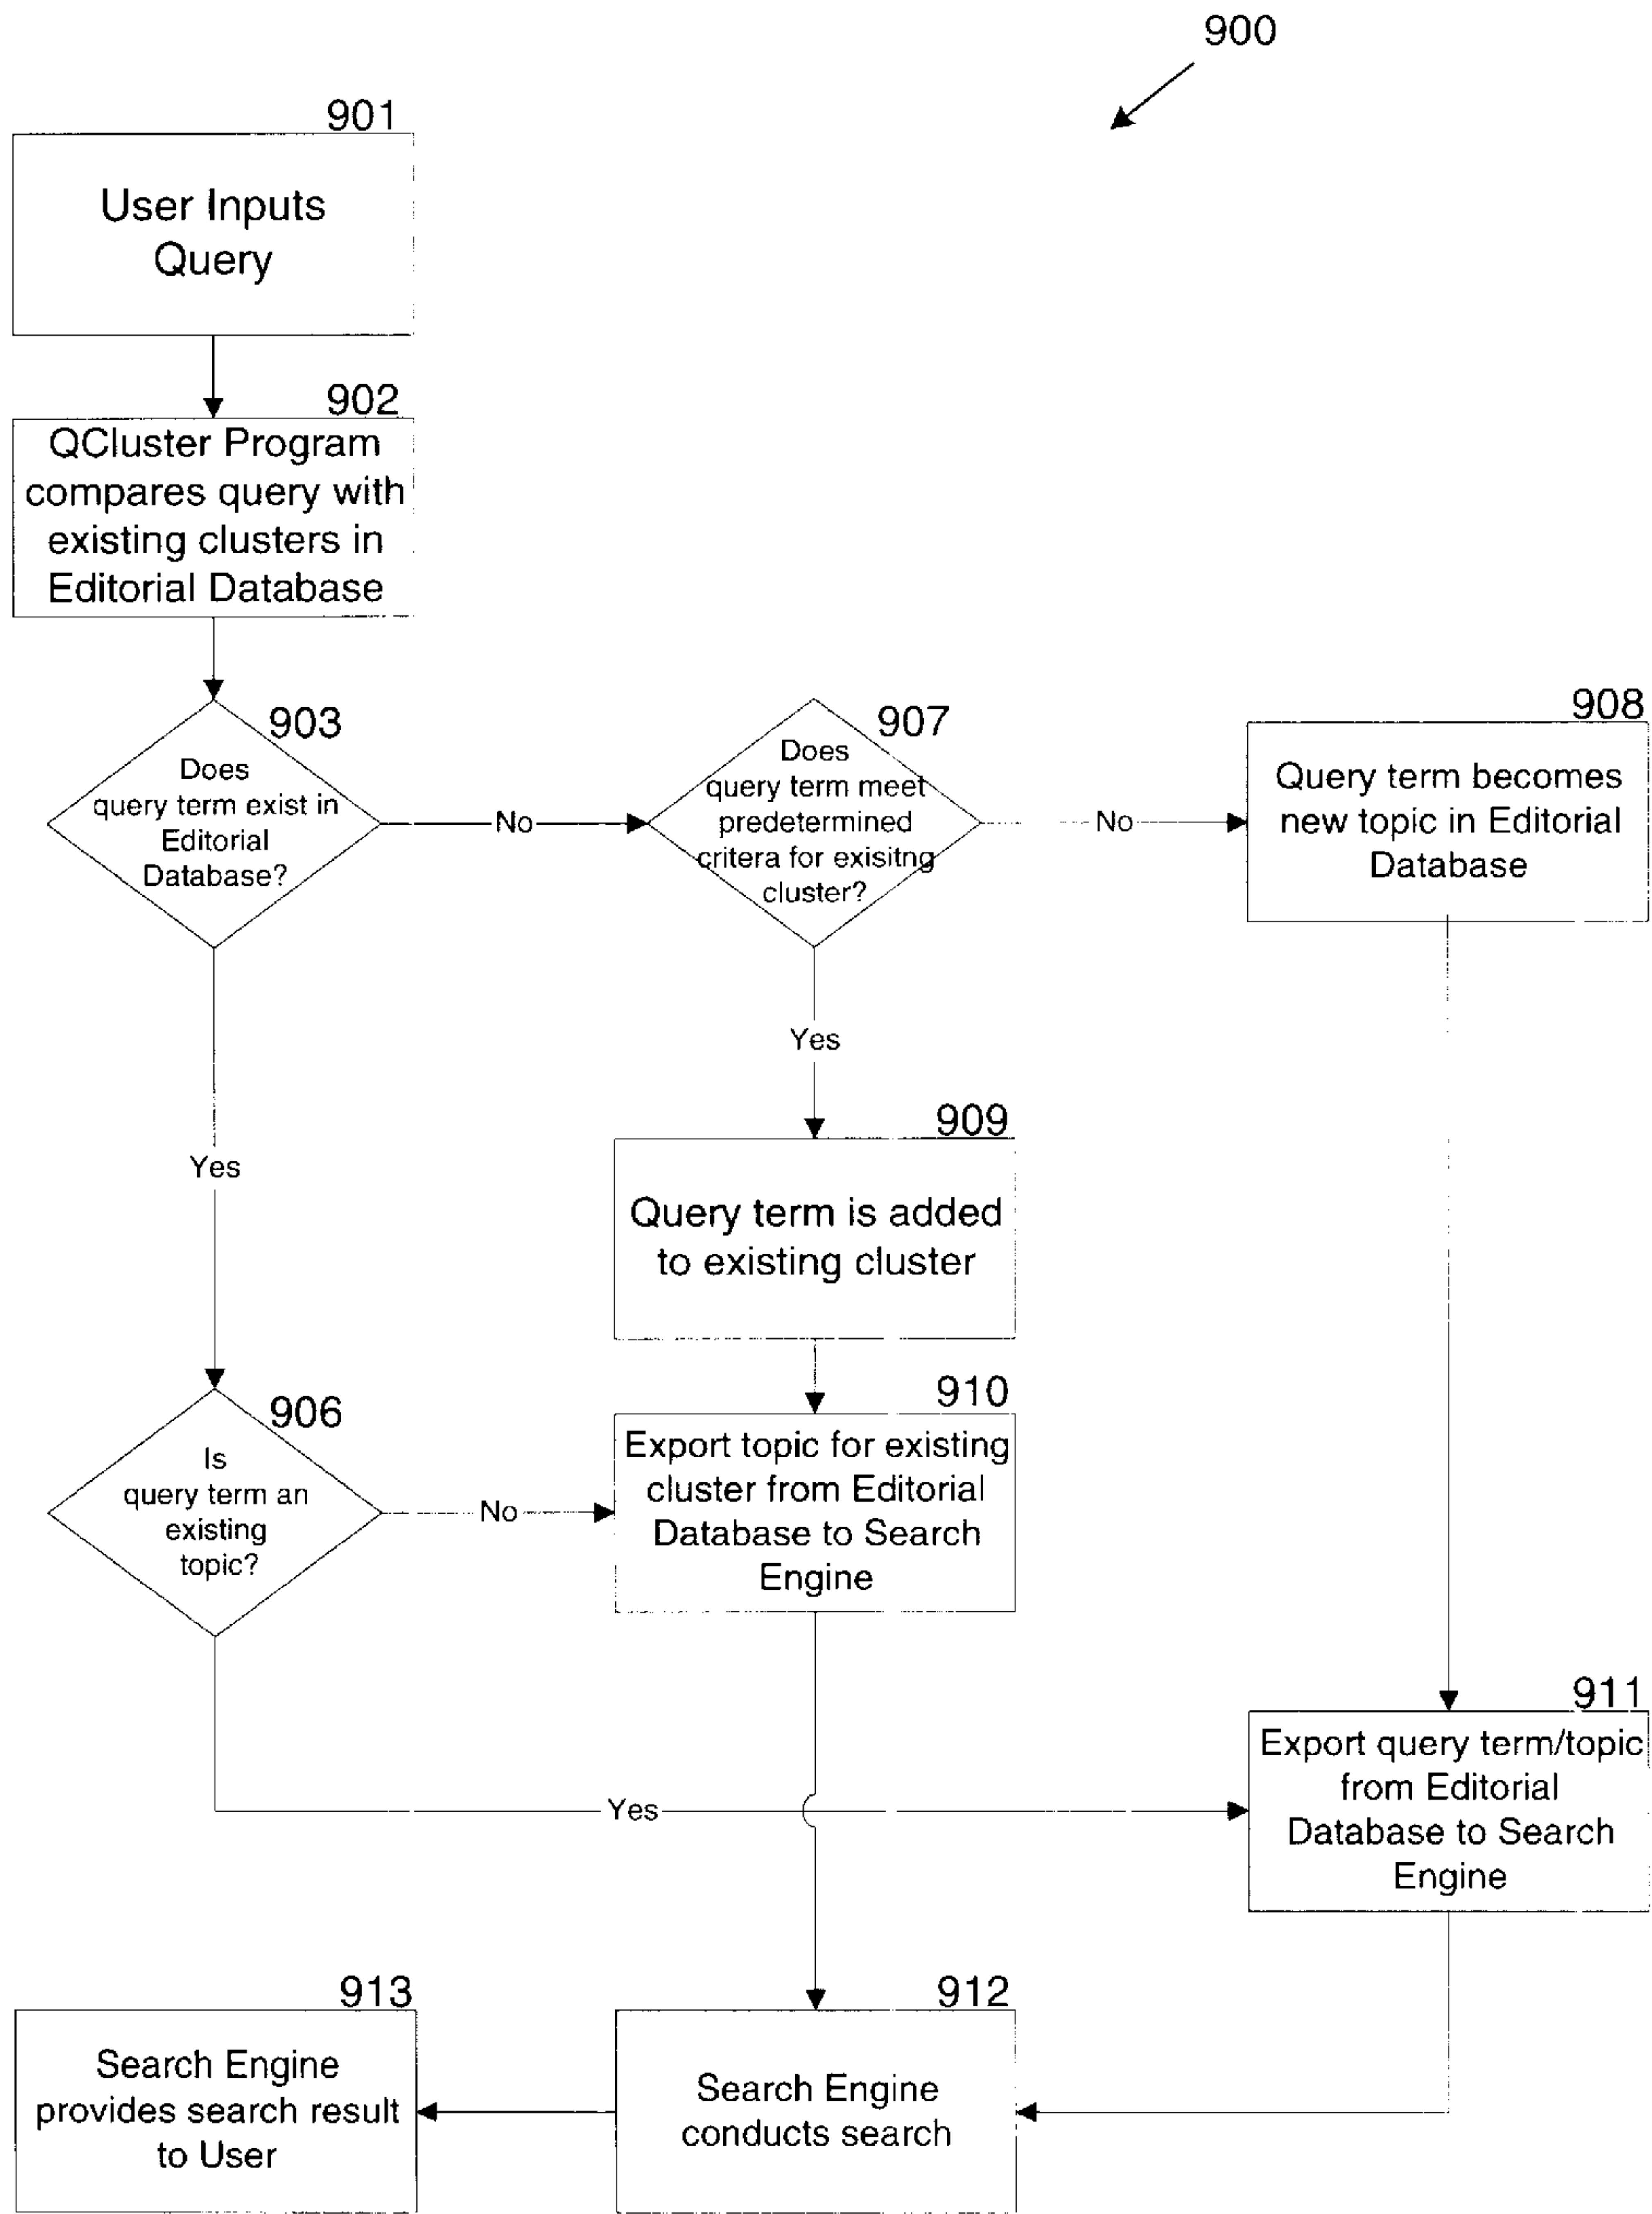 900
901
User Inputs
Query
902
QCluster Program
compares query with
existing clusters in
Editorial Database
903
Does
query term exist in
Editorial
Database?
No
907
Does
query term meet
predetermined
critera for exisitng
cluster?
No
908
Query term becomes
new topic in Editorial
Database
Yes
Yes
909
Query term is added
to existing cluster
906
Is
query term an
existing
topic?
No
910
Export topic for existing
cluster from Editorial
Database to Search
Engine
Yes
911
Export query term/topic
from Editorial
Database to Search
Engine
913
Search Engine
provides search result
to User
912
Search Engine
conducts search